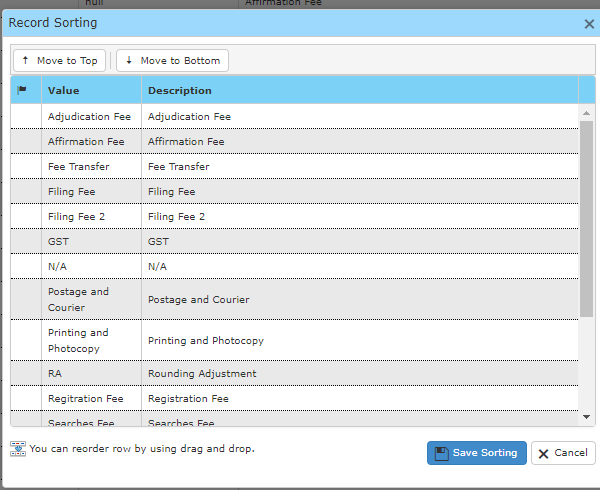 null Affirmation Fee
Record Sorting
Move to Top Move to Bottom
Value Description
Adjudication Fee Adjudication Fee
Affirmation Fee Affirmation Fee
Fee Transfer Fee Transfer
Filing Fee Filing Fee
Filing Fee 2 Filing Fee 2
GST GST
N/A N/A
Postage and
Courier Postage and Courier
Printing and
Photocopy Printing and Photocopy
RA Rounding Adjustment
Regitration Fee Registration Fee
Searches Fee Searches Fee
You can reorder row by using drag and drop.
Save Sorting Cancel